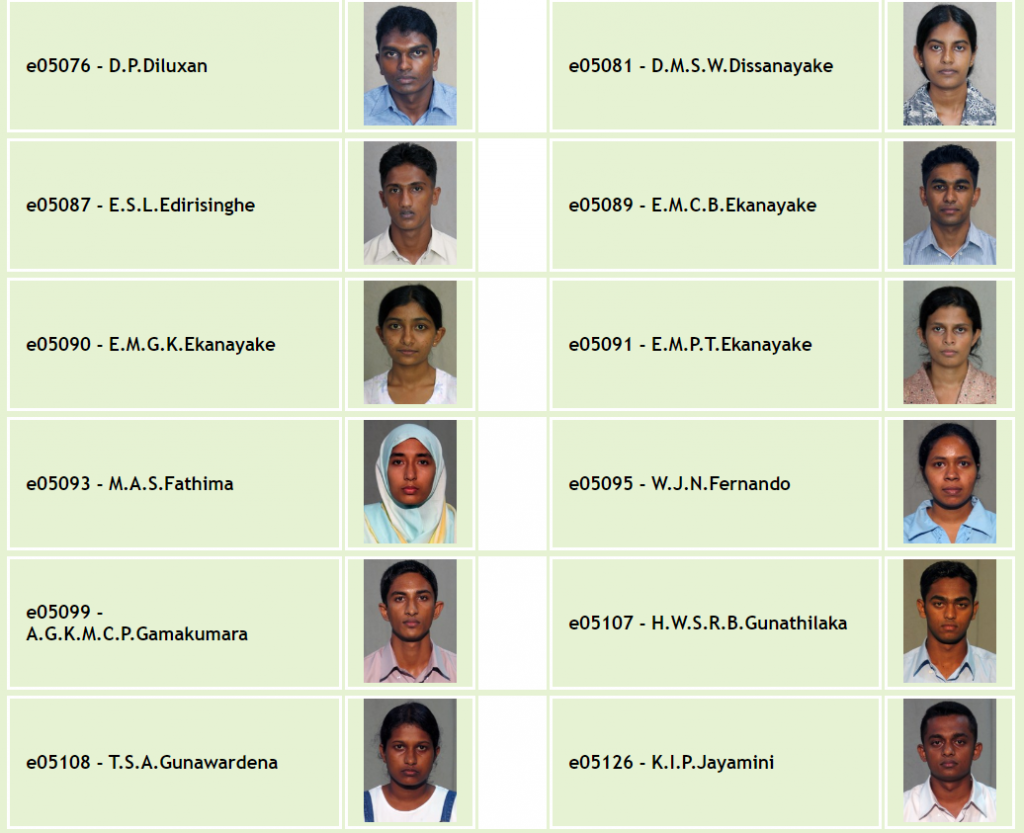 e05076 - D.P.Diluxan
e05081 - D.M.S.W.Dissanayake
e05087 - E.S.L.Edirisinghe
e05089 - E.M.C.B.Ekanayake
e05090 - E.M.G.K.Ekanayake
e05091 - E.M.P.T.Ekanayake
e05093 - M.A.S.Fathima
e05095 - W.J.N.Fernando
e05099 -
A.G.K.M.C.P.Gamakumara
e05107 - H.W.S.R.B.Gunathilaka
e05108 - T.S.A.Gunawardena
e05126 - K.I.P.Jayamini